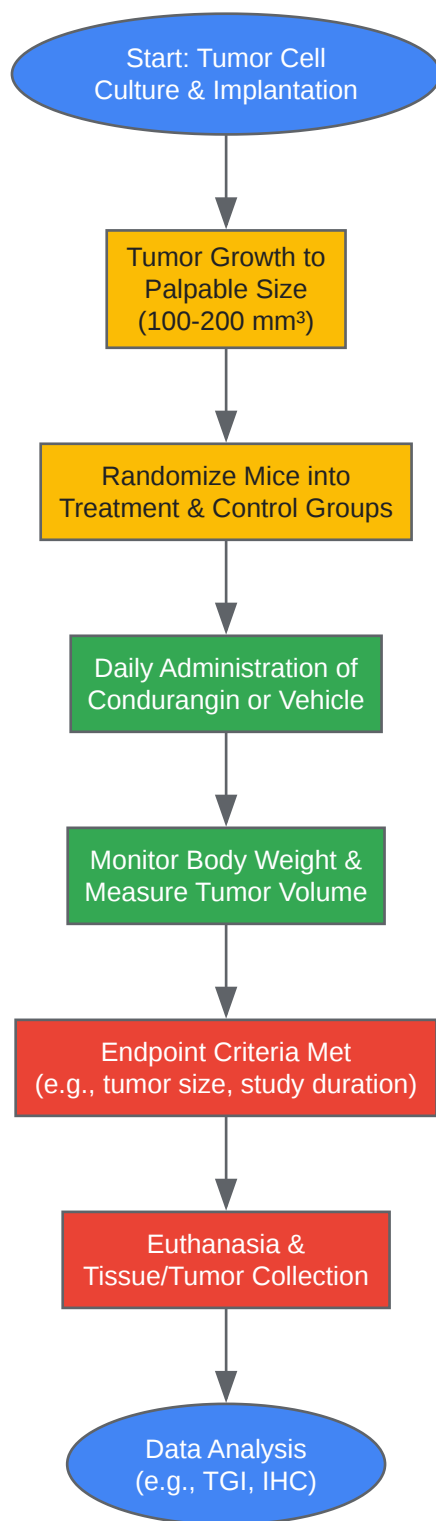 Start: Tumor Cell
Culture & Implantation
Tumor Growth to
Palpable Size
(100-200 mm³)
Randomize Mice into
Treatment & Control Groups
Daily Administration of
Condurangin or Vehicle
Monitor Body Weight &
Measure Tumor Volume
Endpoint Criteria Met
(e.g., tumor size, study duration)
Euthanasia &
Tissue/Tumor Collection
Data Analysis
(e.g., TGI, IHC)